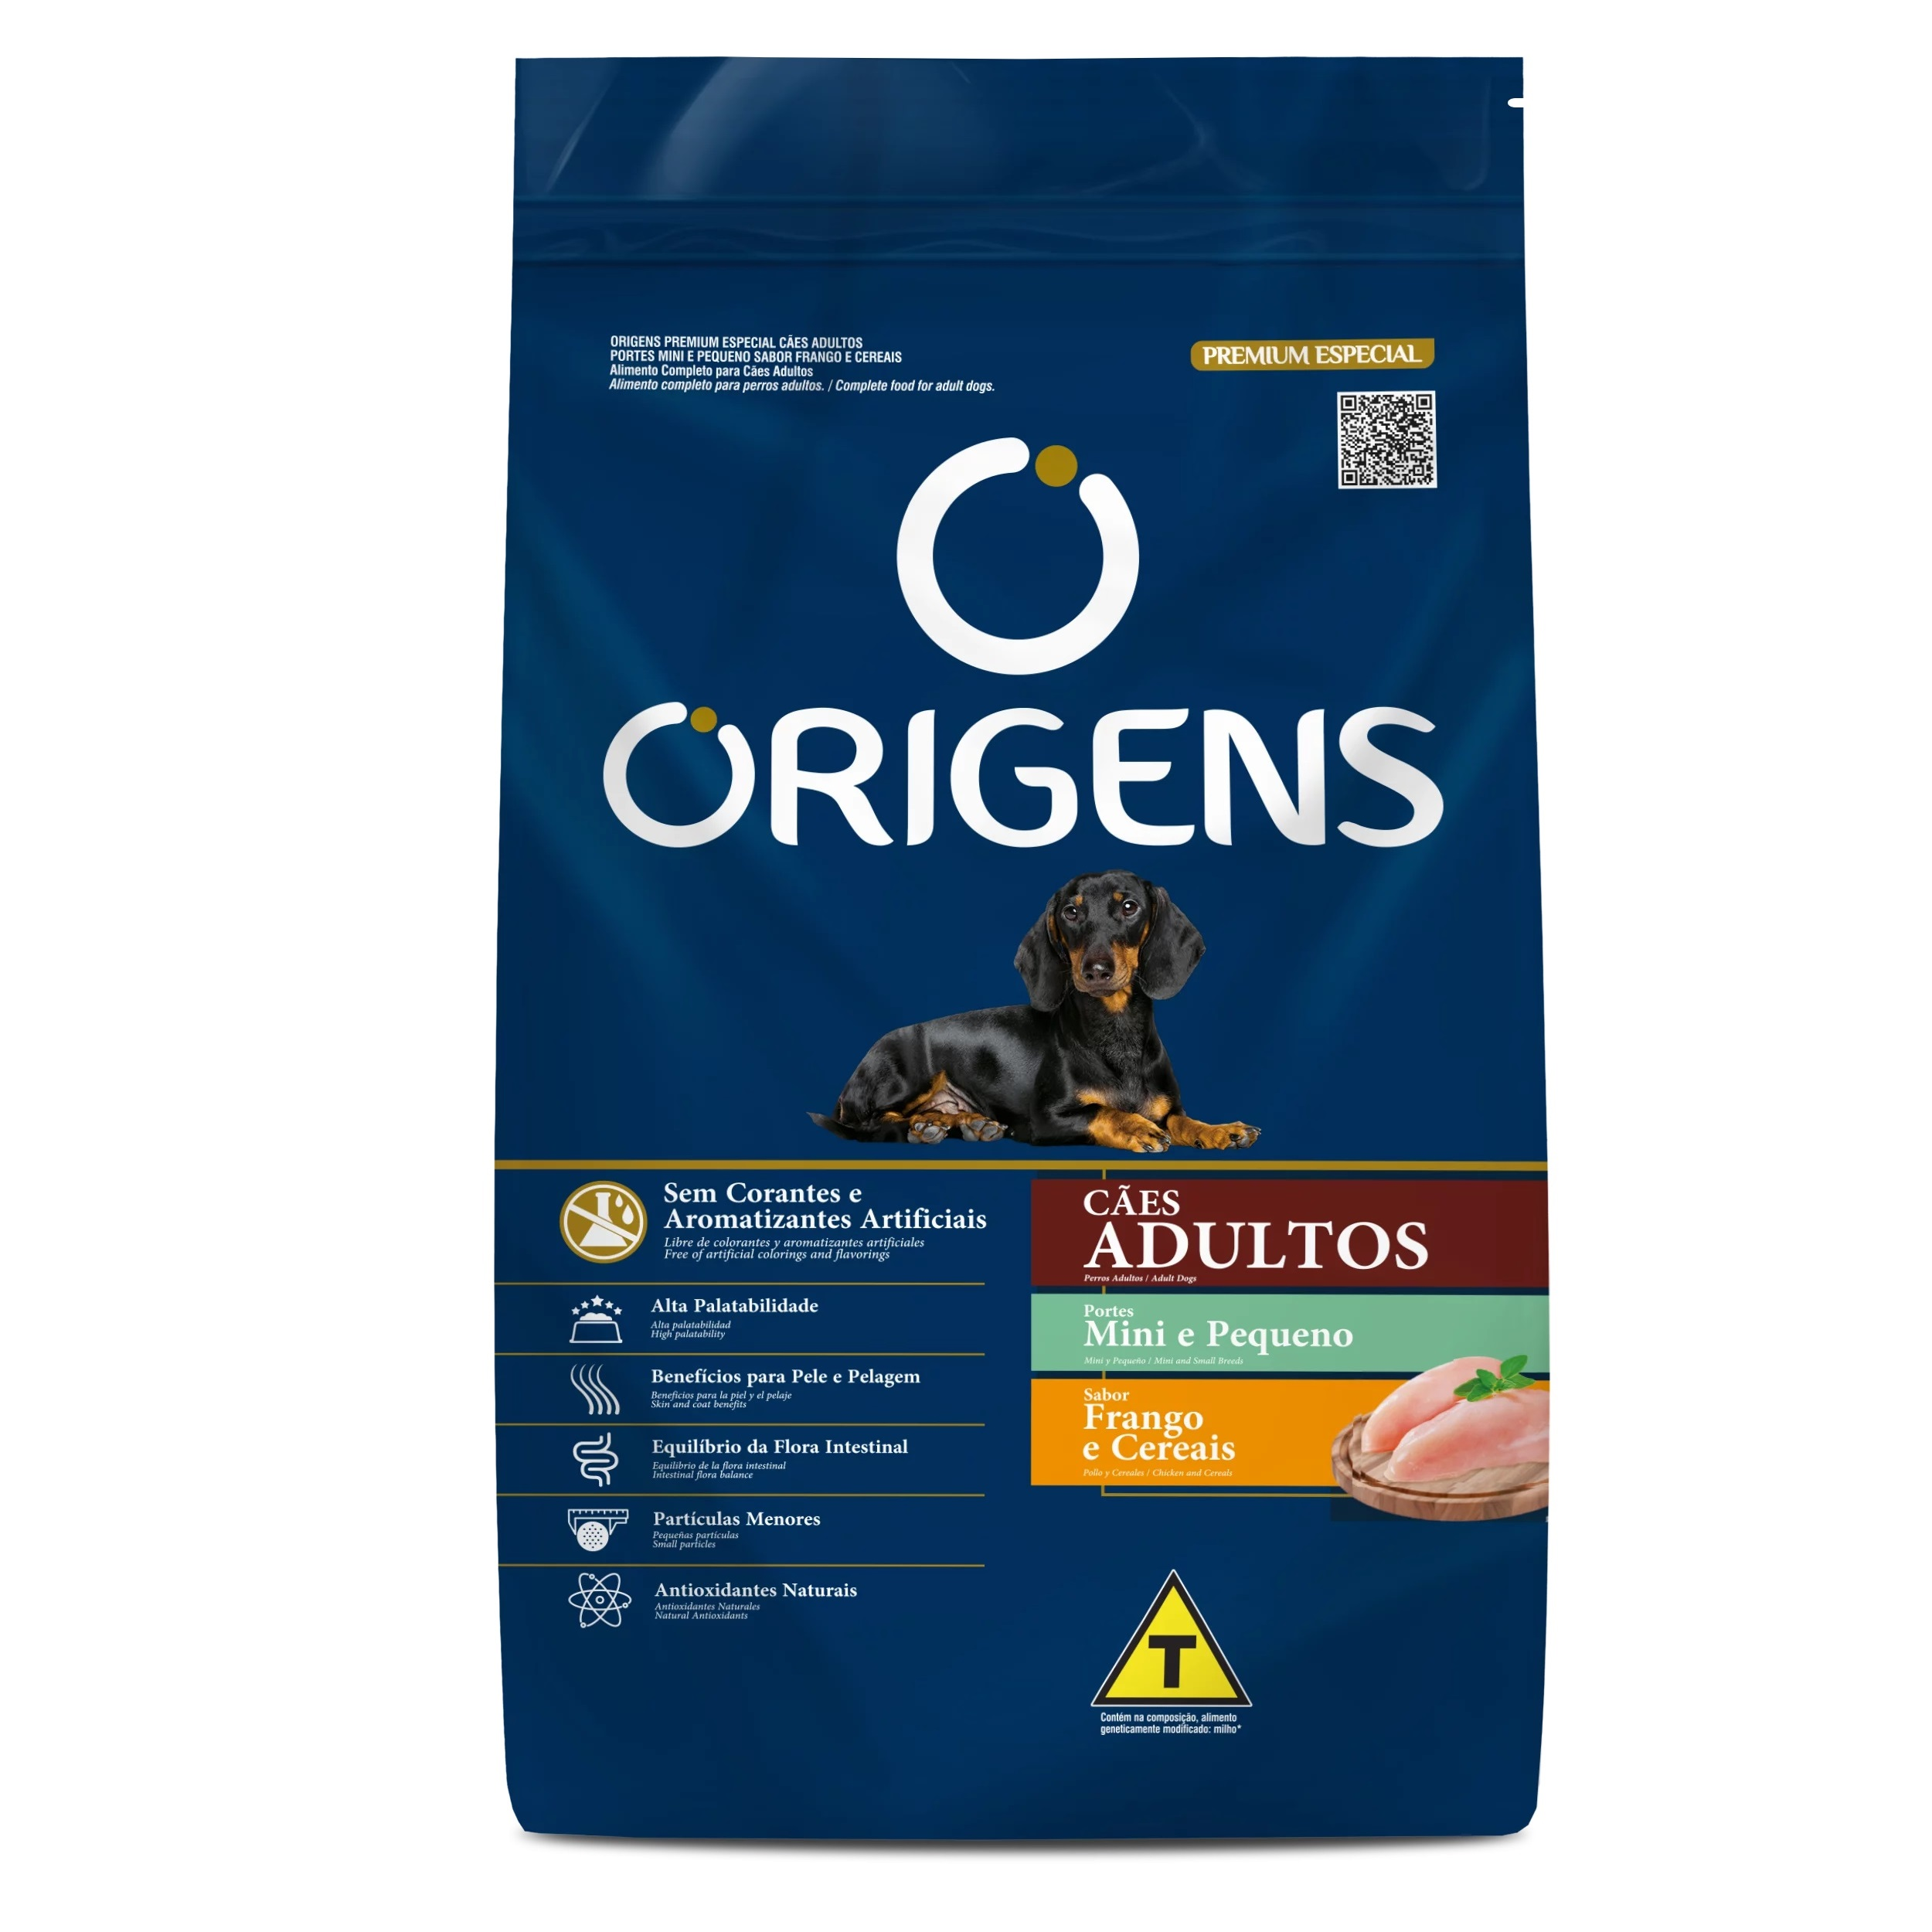 ORIGENS PREMIUM ESPECIAL CÃES ADULTOS
PORTES MINI E PEQUENO SABOR FRANGO E CEREAIS
Alimento Completo para Cães Adultos
Alimento completo para perros adultos. / Complete food for adult dogs.
PREMIUM ESPECIAL
ORIGENS
Sem Corantes e
Aromatizantes Artificiais
Libre de colorantes y aromatizantes artificiales
Free of artificial colorings and flavorings
Alta Palatabilidade
Alta palatabilidad
High palatability
Benefícios para Pele e Pelagem
Beneficios para la piel y el pelaje
Skin and coat benefits
Equilíbrio da Flora Intestinal
Equilibrio de la flora intestinal
Intestinal flora balance
Partículas Menores
Pequeñas partículas
Small particles
Antioxidantes Naturais
Antioxidantes Naturales
Natural Antioxidants
CÃES
ADULTOS
Perros Adultos / Adult Dogs
Portes
Mini e Pequeno
Mini y Pequeño / Mini and Small Breeds
Sabor
Frango
e Cereais
Pollo y Cereales / Chicken and Cereals
T
Contém na composição, alimento
geneticamente modificado: milho*